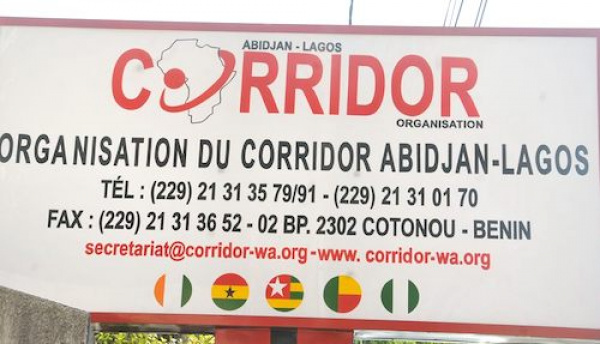 ABIDJAN - LAGOS
CORRIDOR
ORGANISATION
ORGANISATION DU CORRIDOR ABIDJAN-LAGOS
TÉL : (229) 21 31 35 79/91 - (229) 21 31 01 70
FAX : (229) 21 31 36 52 - 02 BP. 2302 COTONOU - BENIN
secretariat@corridor-wa.org -www. corridor-wa.org